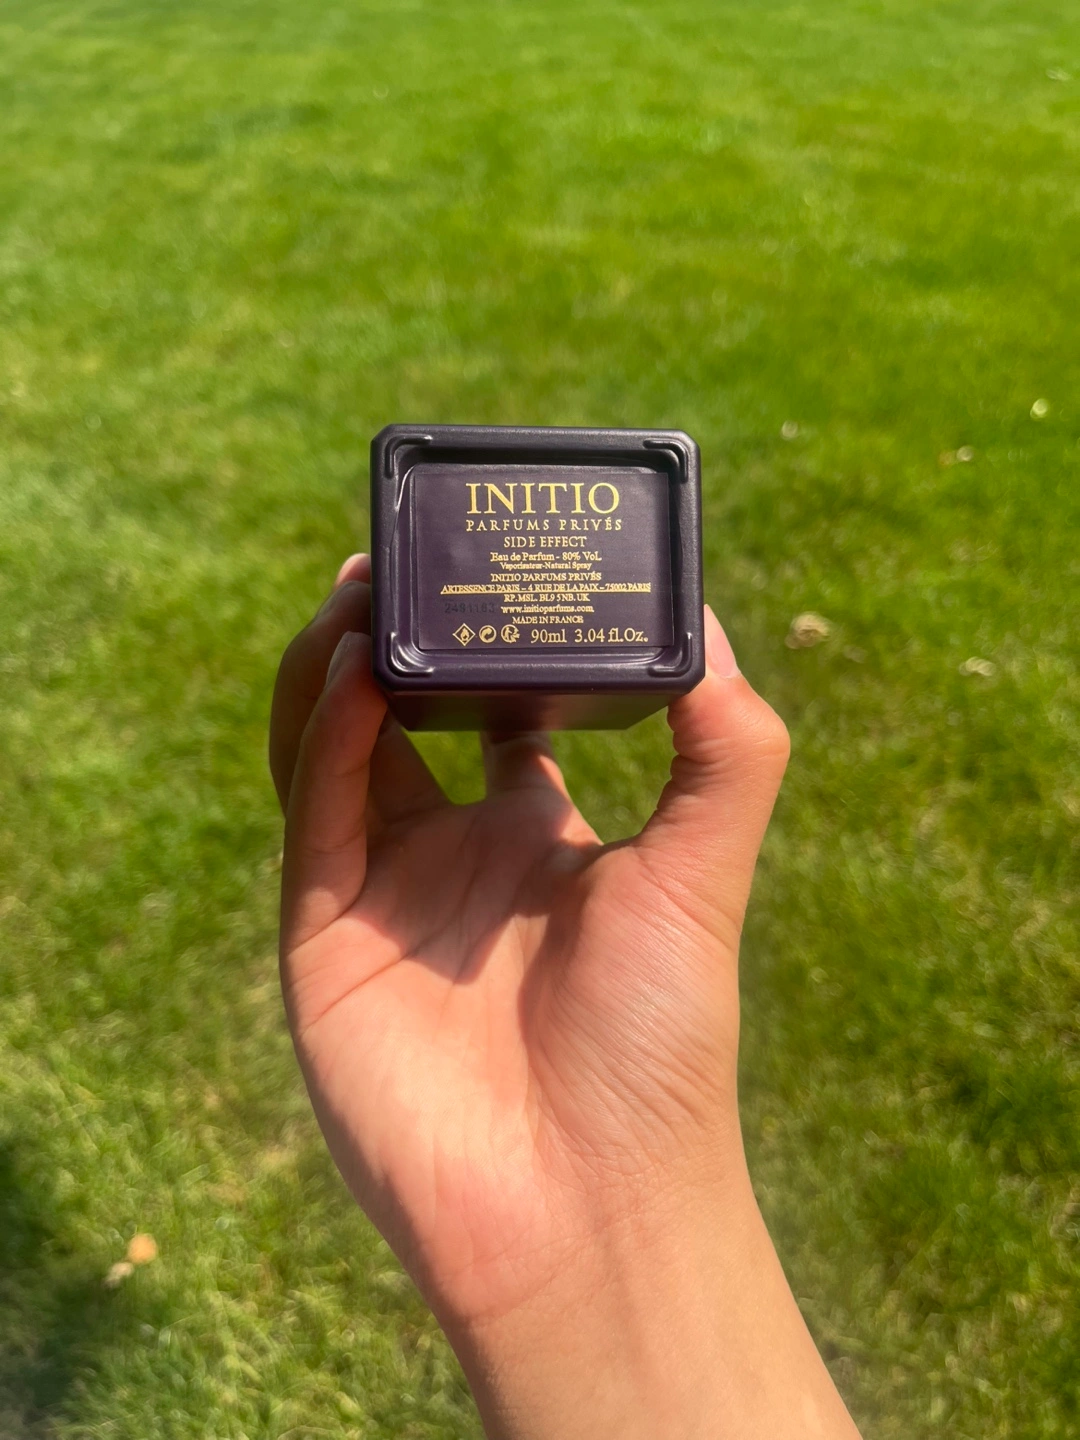 INITIO
PARFUMS PRIVÉS
SIDE EFFECT
Eau de Parfum - 80% Vol.
Vaporisateur-Natural Spray
INITIO PARFUMS PRIVÉS
ARTESSENCE PARIS - 4 RUE DE LA PAIX - 75002 PARIS
RP. MSL. BL9 5NB. UK
www.initioparfums.com
MADE IN FRANCE
90ml 3.04 fl.Oz.